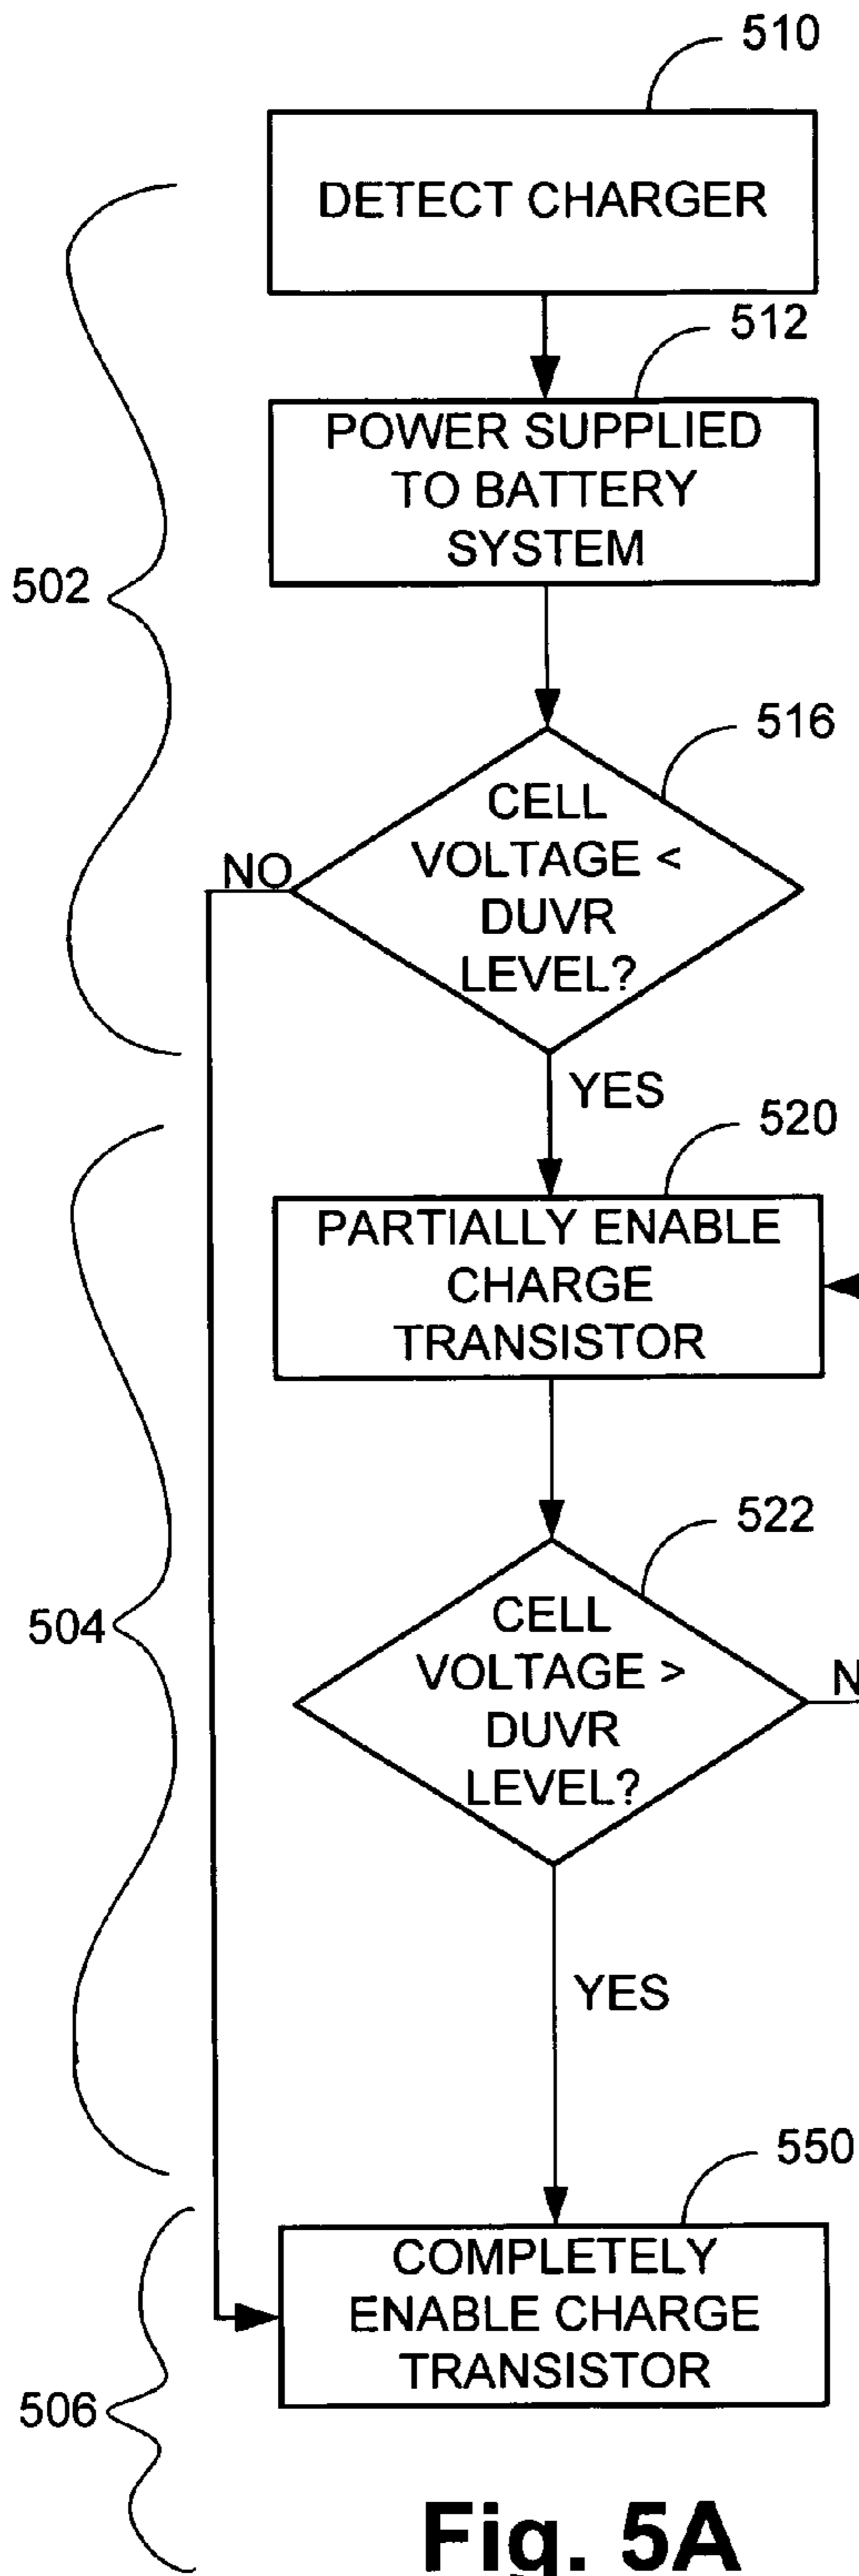 510
DETECT CHARGER
512
POWER SUPPLIED
TO BATTERY
SYSTEM
502
516
CELL
VOLTAGE <
DUVR
LEVEL?
NO
YES
520
PARTIALLY ENABLE
CHARGE
TRANSISTOR
522
CELL
VOLTAGE >
DUVR
LEVEL?
N
504
YES
550
COMPLETELY
ENABLE CHARGE
TRANSISTOR
506
Fig. 5A